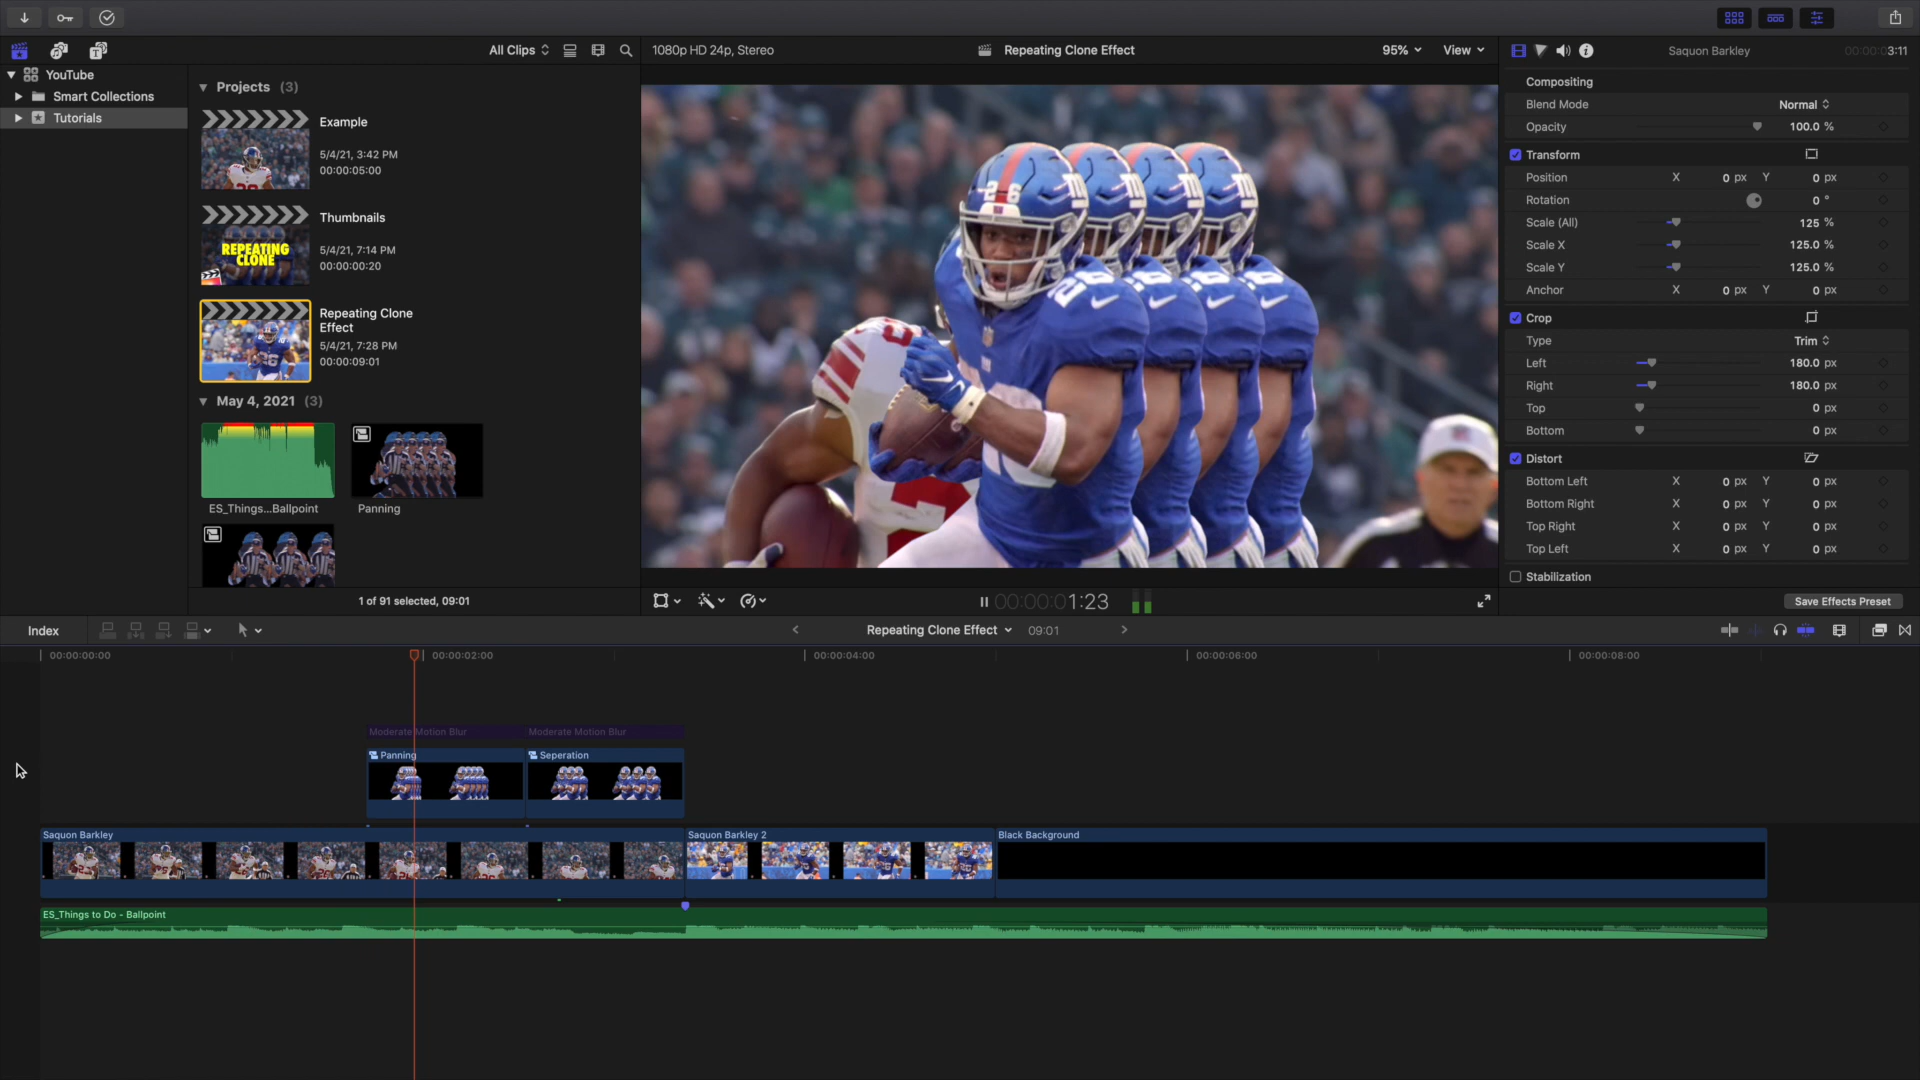 All Clips
1080p HD 24p, Stereo
Repeating Clone Effect
95%
View
Saquon Barkley
00:00:03:11
YouTube
Smart Collections
Tutorials
Projects (3)
Example
5/4/21, 3:42 PM
00:00:05:00
Thumbnails
5/4/21, 7:14 PM
00:00:00:20
REPEATING
CLONE
Repeating Clone
Effect
5/4/21, 7:28 PM
00:00:09:01
May 4, 2021 (3)
ES_Things...Ballpoint
Panning
1 of 91 selected, 09:01
26
Compositing
Blend Mode Normal
Opacity 100.0 %
Transform
Position X 0 px Y 0 px
Rotation 0 °
Scale (All) 125 %
Scale X 125.0 %
Scale Y 125.0 %
Anchor X 0 px Y 0 px
Crop
Type Trim
Left 180.0 px
Right 180.0 px
Top 0 px
Bottom 0 px
Distort
Bottom Left X 0 px Y 0 px
Bottom Right X 0 px Y 0 px
Top Right X 0 px Y 0 px
Top Left X 0 px Y 0 px
Stabilization
Save Effects Preset
00:00:01:23
Index
Repeating Clone Effect
09:01
00:00:00:00
00:00:02:00
00:00:04:00
00:00:06:00
00:00:08:00
Moderate Motion Blur
Moderate Motion Blur
Panning
Seperation
Saquon Barkley
Saquon Barkley 2
Black Background
ES_Things to Do - Ballpoint